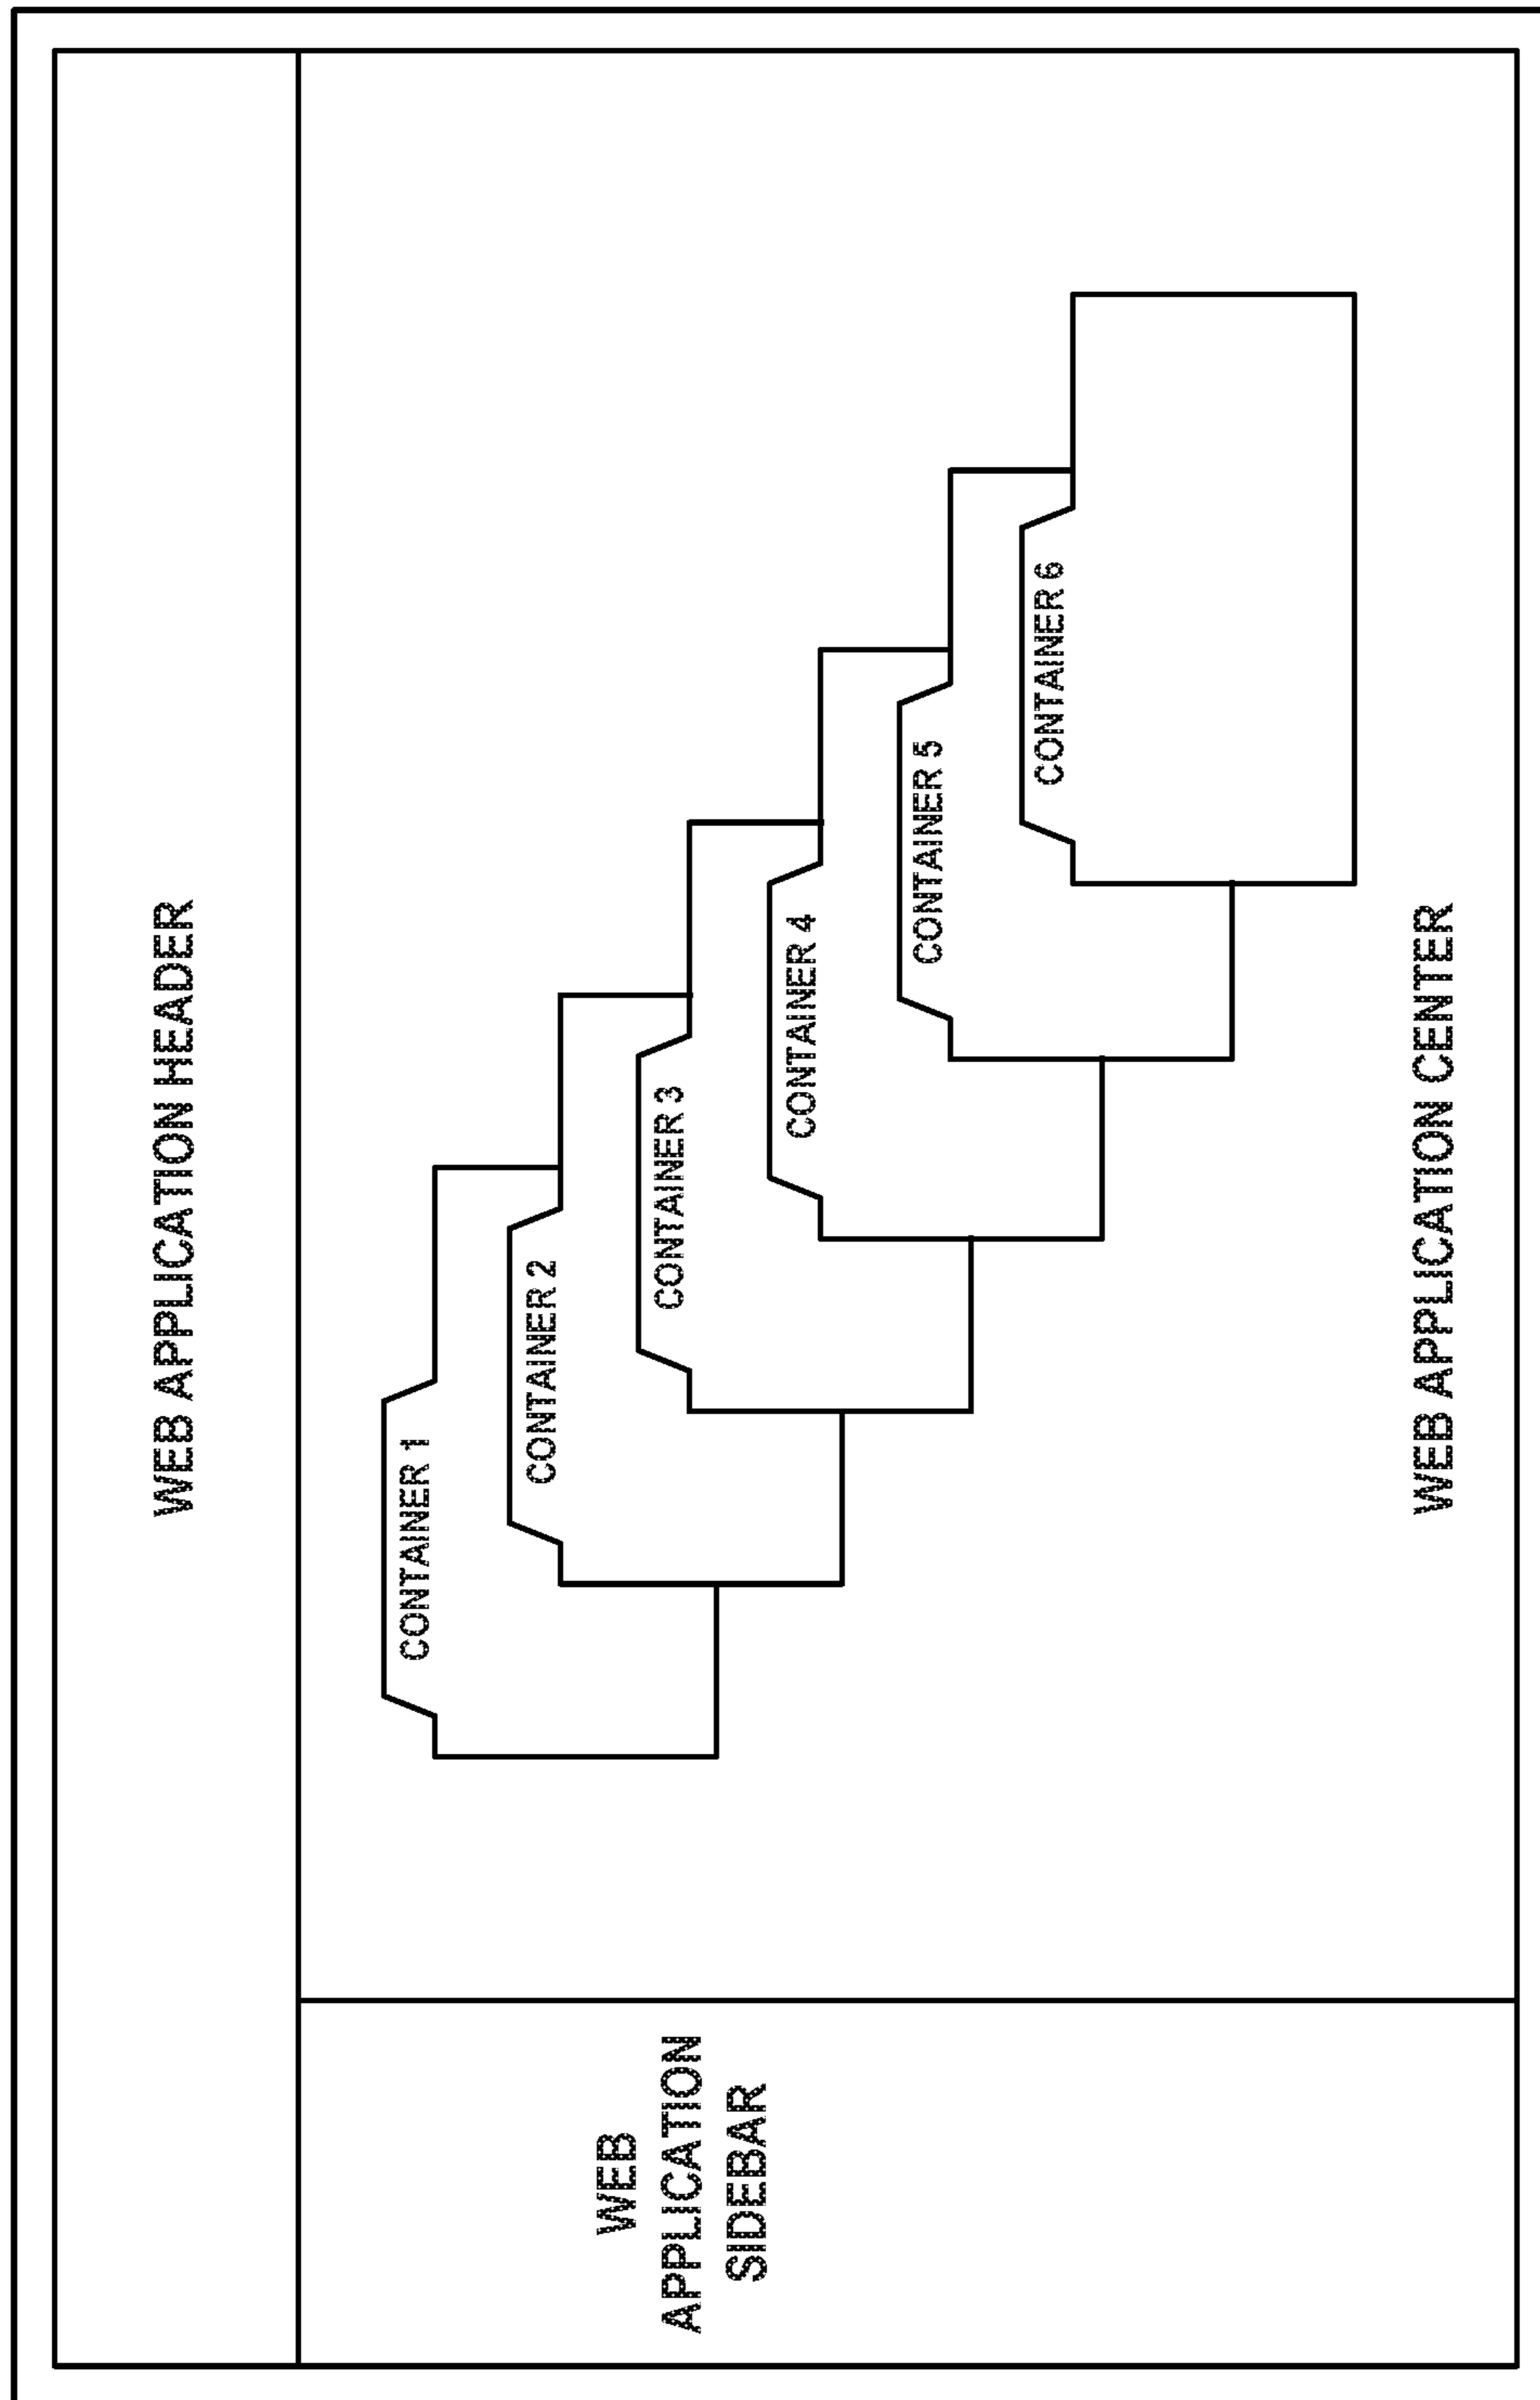 WEB APPLICATION HEADER
WEB
APPLICATION
SIDEBAR
CONTAINER 1
CONTAINER 2
CONTAINER 3
CONTAINER 4
CONTAINER 5
CONTAINER 6
WEB APPLICATION CENTER